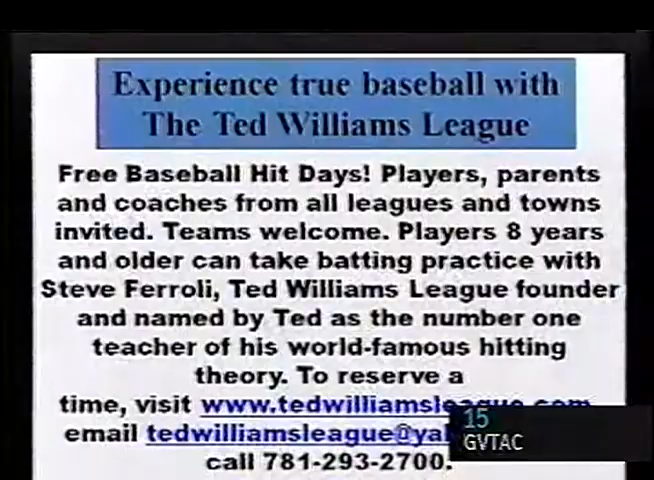 Experience true baseball with
The Ted Williams League
Free Baseball Hit Days! Players, parents
and coaches from all leagues and towns
invited. Teams welcome. Players 8 years
and older can take batting practice with
Steve Ferroli, Ted Williams League founder
and named by Ted as the number one
teacher of his world-famous hitting
theory. To reserve a
time, visit www.tedwilliamsleague.com
email
call 781-293-2700.
15
GVTAC